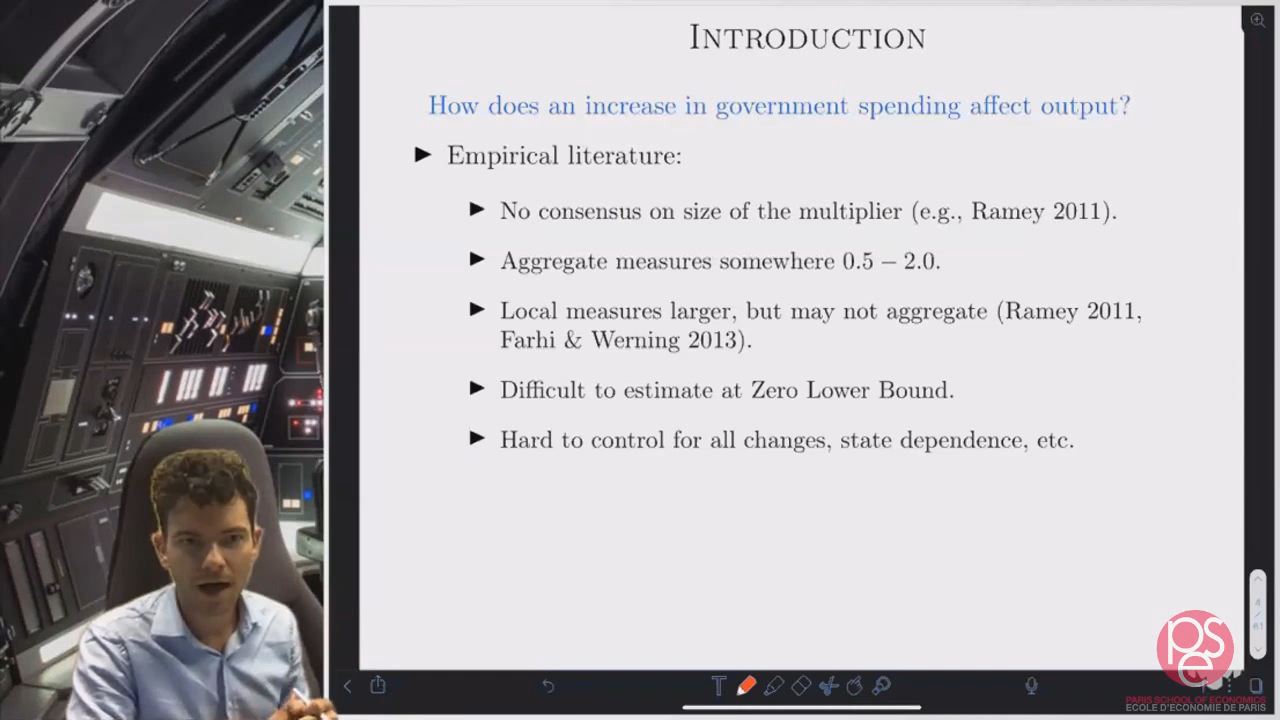 INTRODUCTION
How does an increase in government spending affect output?
Empirical literature:
No consensus on size of the multiplier (e.g., Ramey 2011).
Aggregate measures somewhere 0.5 – 2.0.
Local measures larger, but may not aggregate (Ramey 2011,
Farhi & Werning 2013).
Difficult to estimate at Zero Lower Bound.
Hard to control for all changes, state dependence, etc.
4
/
61
pse
PARIS SCHOOL OF ECONOMICS
ECOLE D'ECONOMIE DE PARIS